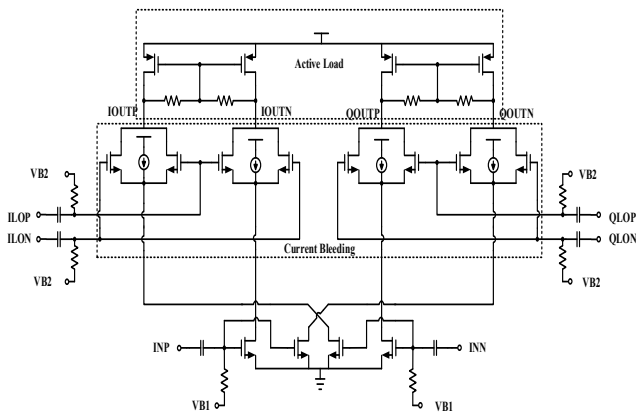 Active Load
IOUTP
IOUTN
QOUTP
QOUTN
VB2
VB2
ILOP
QLOP
ILON
QLON
Current Bleeding
VB2
VB2
INP
INN
VB1
VB1